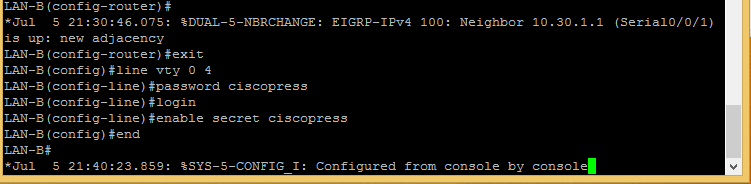 LAN-B(config-router)#
*Jul  5 21:30:46.075: %DUAL-5-NBRCHANGE: EIGRP-IPv4 100: Neighbor 10.30.1.1 (Serial0/0/1)
is up: new adjacency
LAN-B(config-router)#exit
LAN-B(config)#line vty 0 4
LAN-B(config-line)#password ciscopress
LAN-B(config-line)#login
LAN-B(config-line)#enable secret ciscopress
LAN-B(config)#end
LAN-B#
*Jul  5 21:40:23.859: %SYS-5-CONFIG_I: Configured from console by console